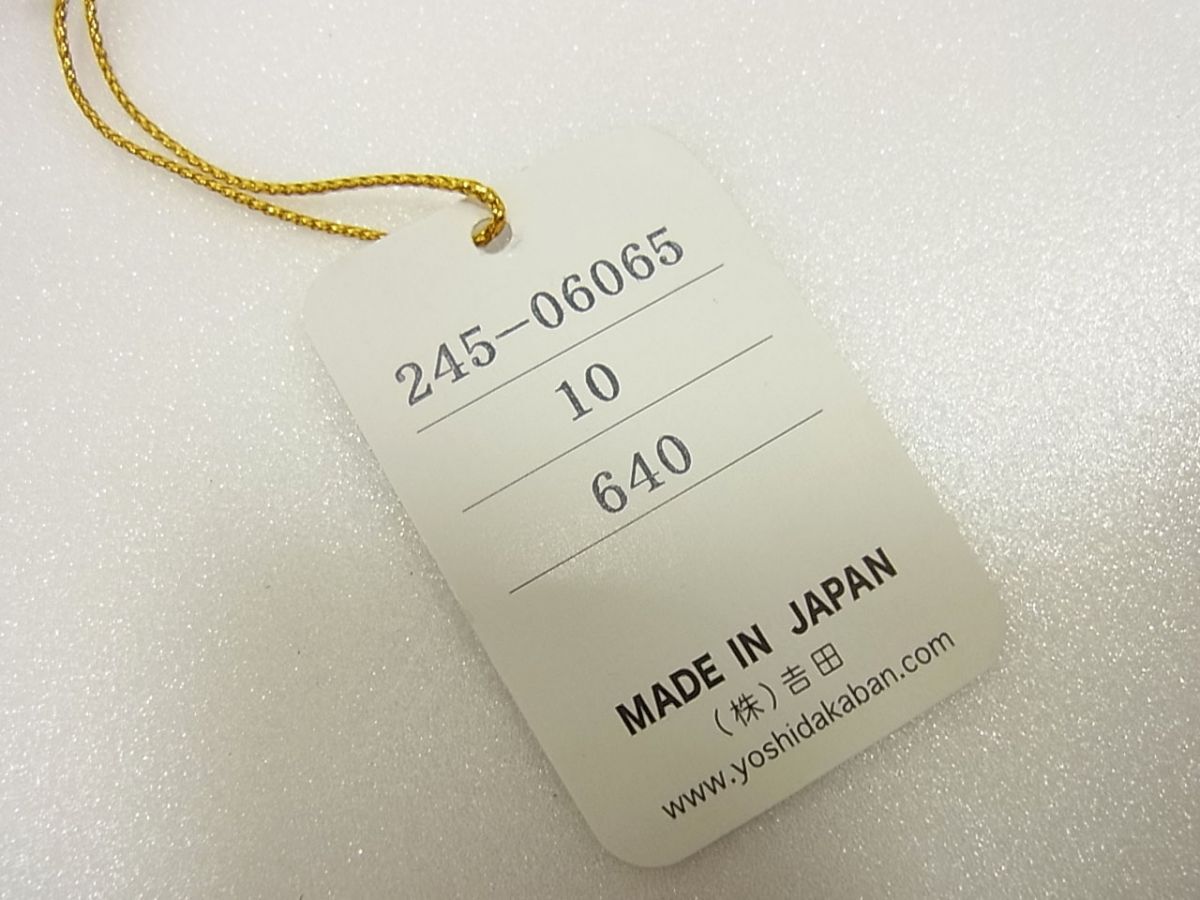 245-06065
10
640
MADE IN JAPAN
(株)吉田
www.yoshidakaban.com